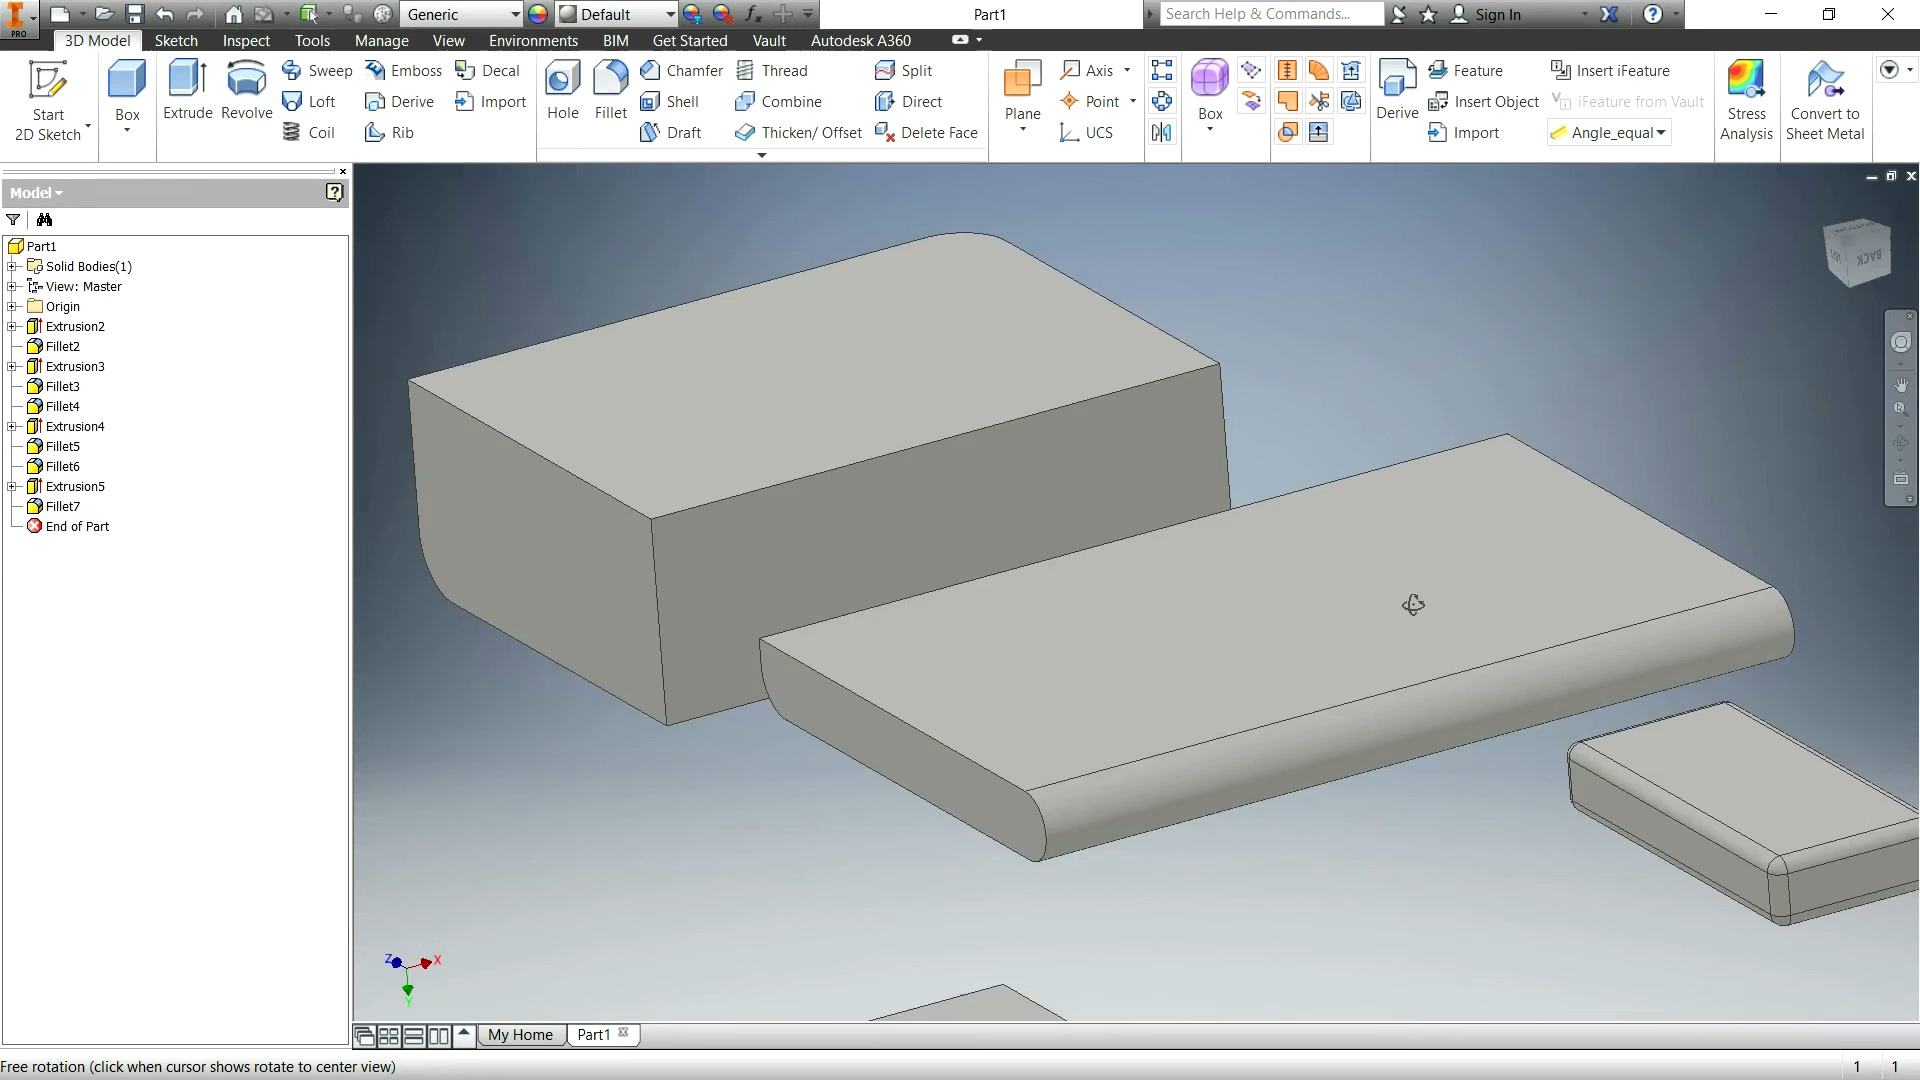 PRO
Generic
Default
fx
Part1
Search Help & Commands...
Sign In
3D Model
Sketch
Inspect
Tools
Manage
View
Environments
BIM
Get Started
Vault
Autodesk A360
Start
2D Sketch
Box
Extrude
Revolve
Sweep
Loft
Coil
Emboss
Derive
Rib
Decal
Import
Hole
Fillet
Chamfer
Shell
Draft
Thread
Combine
Thicken/ Offset
Split
Direct
Delete Face
Plane
Axis
Point
UCS
Box
Derive
Feature
Insert Object
Import
Insert iFeature
iFeature from Vault
Angle_equal
Stress
Analysis
Convert to
Sheet Metal
Model
Part1
Solid Bodies(1)
View: Master
Origin
Extrusion2
Fillet2
Extrusion3
Fillet3
Fillet4
Extrusion4
Fillet5
Fillet6
Extrusion5
Fillet7
End of Part
BACK
Z
X
Y
My Home
Part1
Free rotation (click when cursor shows rotate to center view)
1
1